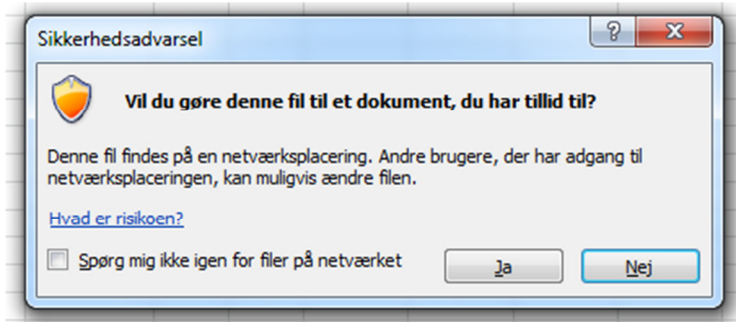 Sikkerhedsadvarsel
Vil du gøre denne fil til et dokument, du har tillid til?
Denne fil findes på en netværksplacering. Andre brugere, der har adgang til
netværksplaceringen, kan muligvis ændre filen.
Hvad er risikoen?
Spørg mig ikke igen for filer på netværket
Ja
Nej